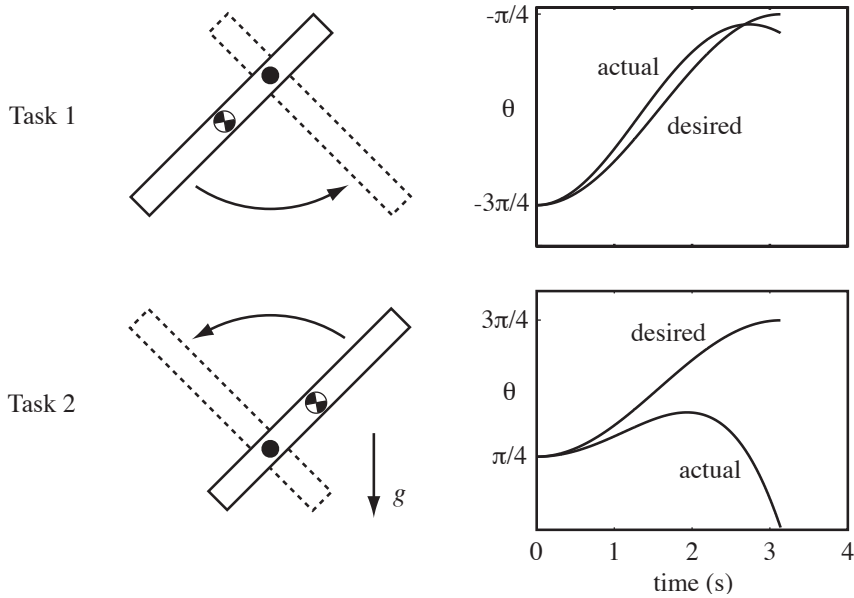 Task 1
-π/4
actual
θ
desired
-3π/4
Task 2
g
3π/4
desired
θ
π/4
actual
0 1 2 3 4
time (s)